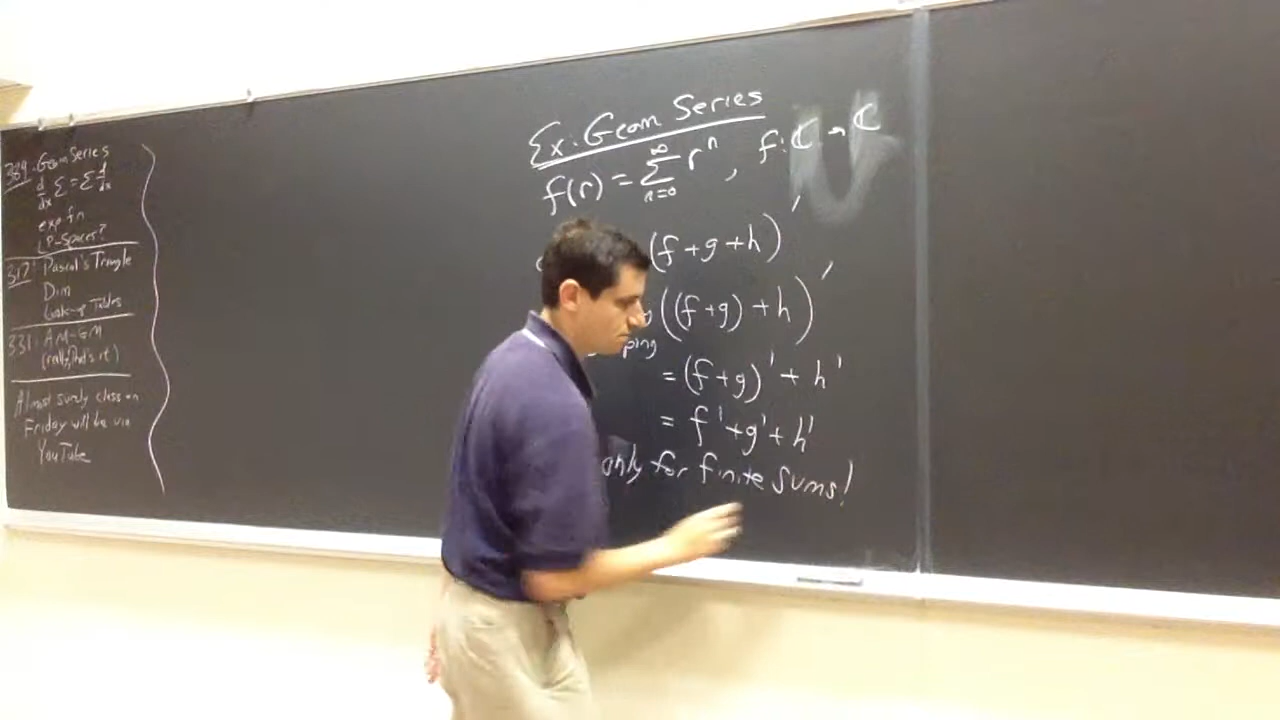 389: Geom Series
d/dx Σ = Σ d/dx
exp fn
LP-Spaces?
317: Pascal's Triangle
Dim
Look-up Tables
331: AM-GM
Almost surely class on
Friday will be via
YouTube
Ex: Geom Series
f(r) = Σ_{n=0}^{∞} r^n, f: ℂ → ℂ
(f+g+h)'
((f+g)+h)'
ping
= (f+g)' + h'
= f'+g'+h'
only for finite sums!